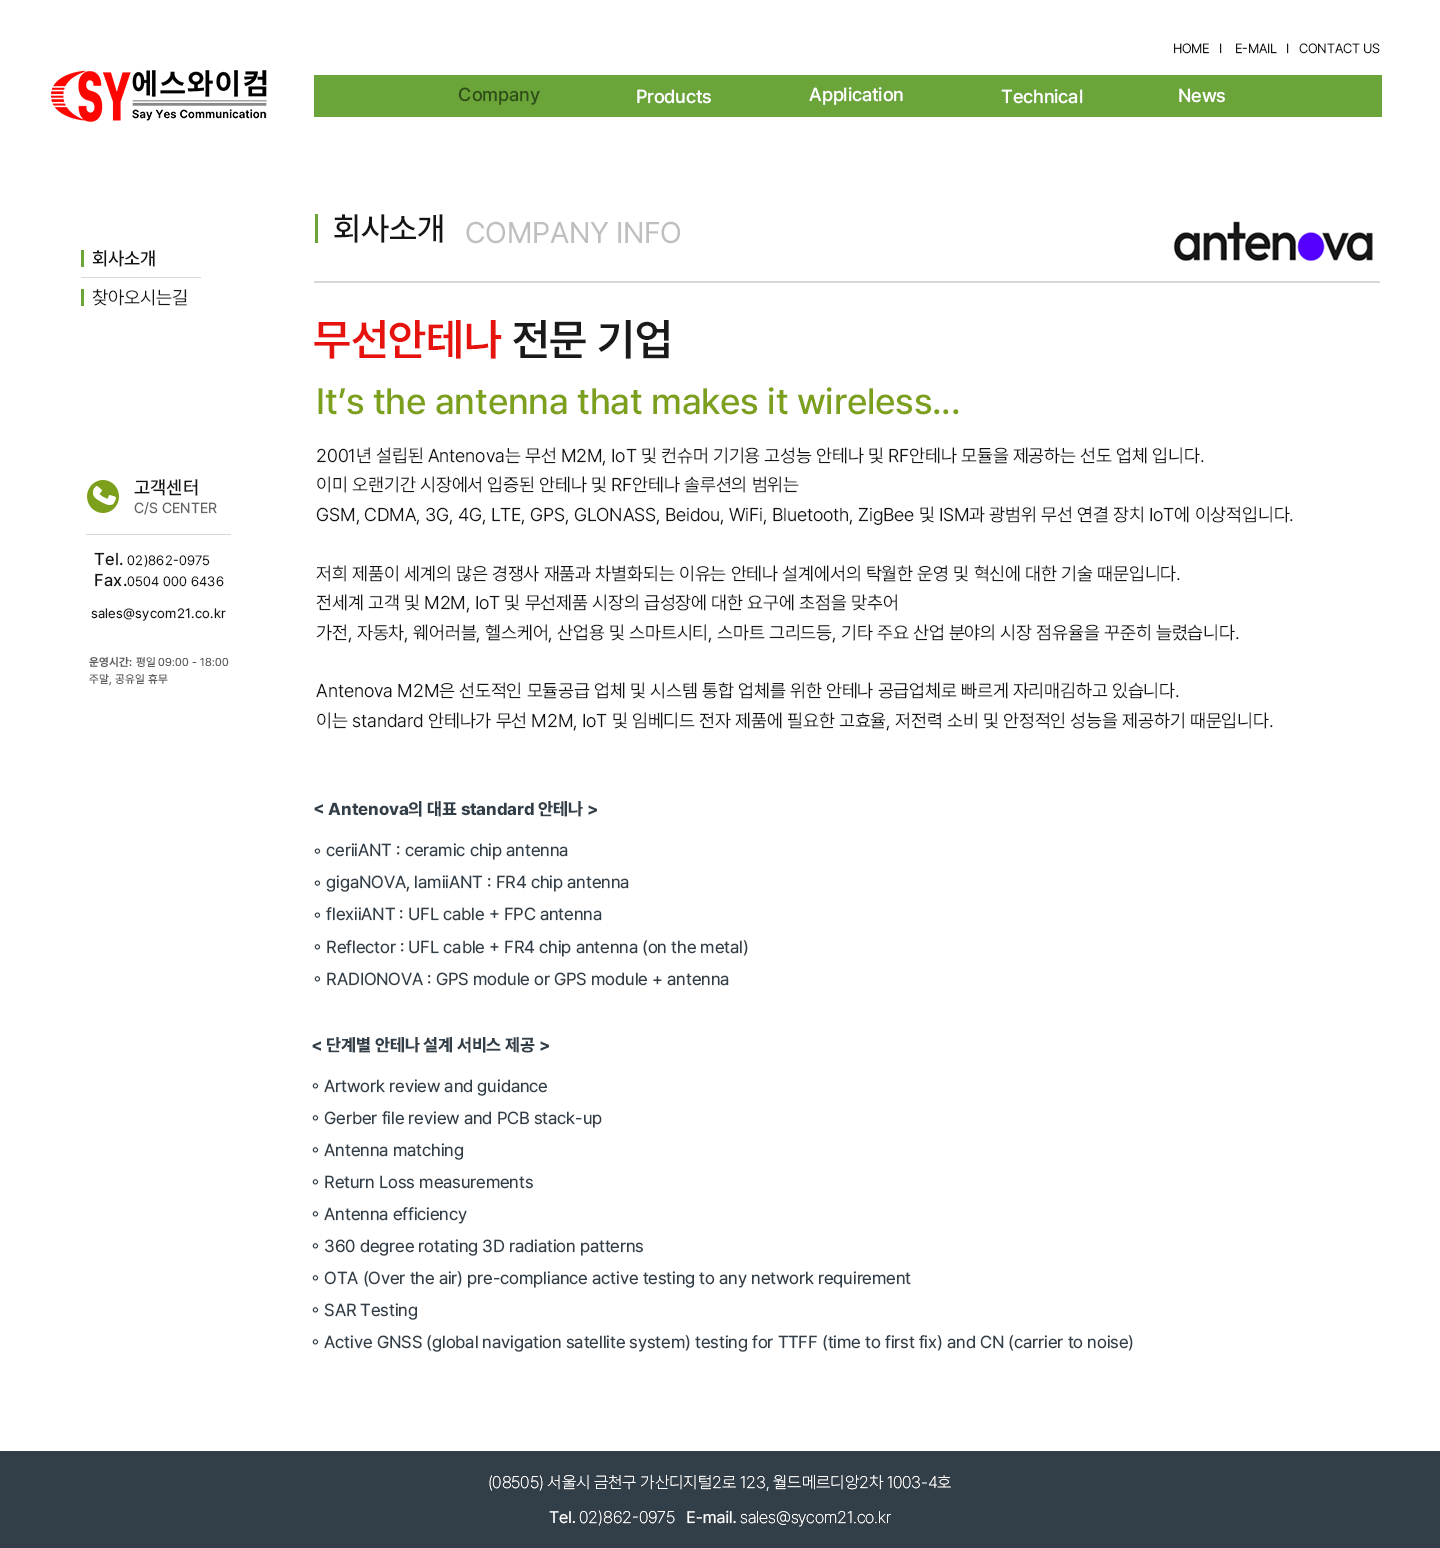 HOME I E-MAIL I CONTACT US
SY에스와이컴
Say Yes Communication
Company Products Application Technical News
회사소개 COMPANY INFO
antenova
회사소개
찾아오시는길
무선안테나 전문 기업
It’s the antenna that makes it wireless...
2001년 설립된 Antenova는 무선 M2M, IoT 및 컨슈머 기기용 고성능 안테나 및 RF안테나 모듈을 제공하는 선도 업체 입니다.
이미 오랜기간 시장에서 입증된 안테나 및 RF안테나 솔루션의 범위는
GSM, CDMA, 3G, 4G, LTE, GPS, GLONASS, Beidou, WiFi, Bluetooth, ZigBee 및 ISM과 광범위 무선 연결 장치 IoT에 이상적입니다.
저희 제품이 세계의 많은 경쟁사 재품과 차별화되는 이유는 안테나 설계에서의 탁월한 운영 및 혁신에 대한 기술 때문입니다.
전세계 고객 및 M2M, IoT 및 무선제품 시장의 급성장에 대한 요구에 초점을 맞추어
가전, 자동차, 웨어러블, 헬스케어, 산업용 및 스마트시티, 스마트 그리드등, 기타 주요 산업 분야의 시장 점유율을 꾸준히 늘렸습니다.
Antenova M2M은 선도적인 모듈공급 업체 및 시스템 통합 업체를 위한 안테나 공급업체로 빠르게 자리매김하고 있습니다.
이는 standard 안테나가 무선 M2M, IoT 및 임베디드 전자 제품에 필요한 고효율, 저전력 소비 및 안정적인 성능을 제공하기 때문입니다.
고객센터
C/S CENTER
Tel. 02)862-0975
Fax.0504 000 6436
sales@sycom21.co.kr
운영시간: 평일 09:00 - 18:00
주말, 공유일 휴무
< Antenova의 대표 standard 안테나 >
∘ ceriiANT : ceramic chip antenna
∘ gigaNOVA, lamiiANT : FR4 chip antenna
∘ flexiiANT : UFL cable + FPC antenna
∘ Reflector : UFL cable + FR4 chip antenna (on the metal)
∘ RADIONOVA : GPS module or GPS module + antenna
< 단계별 안테나 설계 서비스 제공 >
∘ Artwork review and guidance
∘ Gerber file review and PCB stack-up
∘ Antenna matching
∘ Return Loss measurements
∘ Antenna efficiency
∘ 360 degree rotating 3D radiation patterns
∘ OTA (Over the air) pre-compliance active testing to any network requirement
∘ SAR Testing
∘ Active GNSS (global navigation satellite system) testing for TTFF (time to first fix) and CN (carrier to noise)
(08505) 서울시 금천구 가산디지털2로 123, 월드메르디앙2차 1003-4호
Tel. 02)862-0975 E-mail. sales@sycom21.co.kr